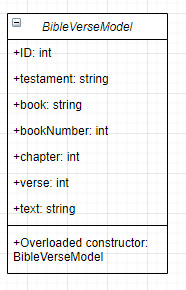 BibleVerseModel
+ID: int
+testament: string
+book: string
+bookNumber: int
+chapter: int
+verse: int
+text: string
+Overloaded constructor:
BibleVerseModel